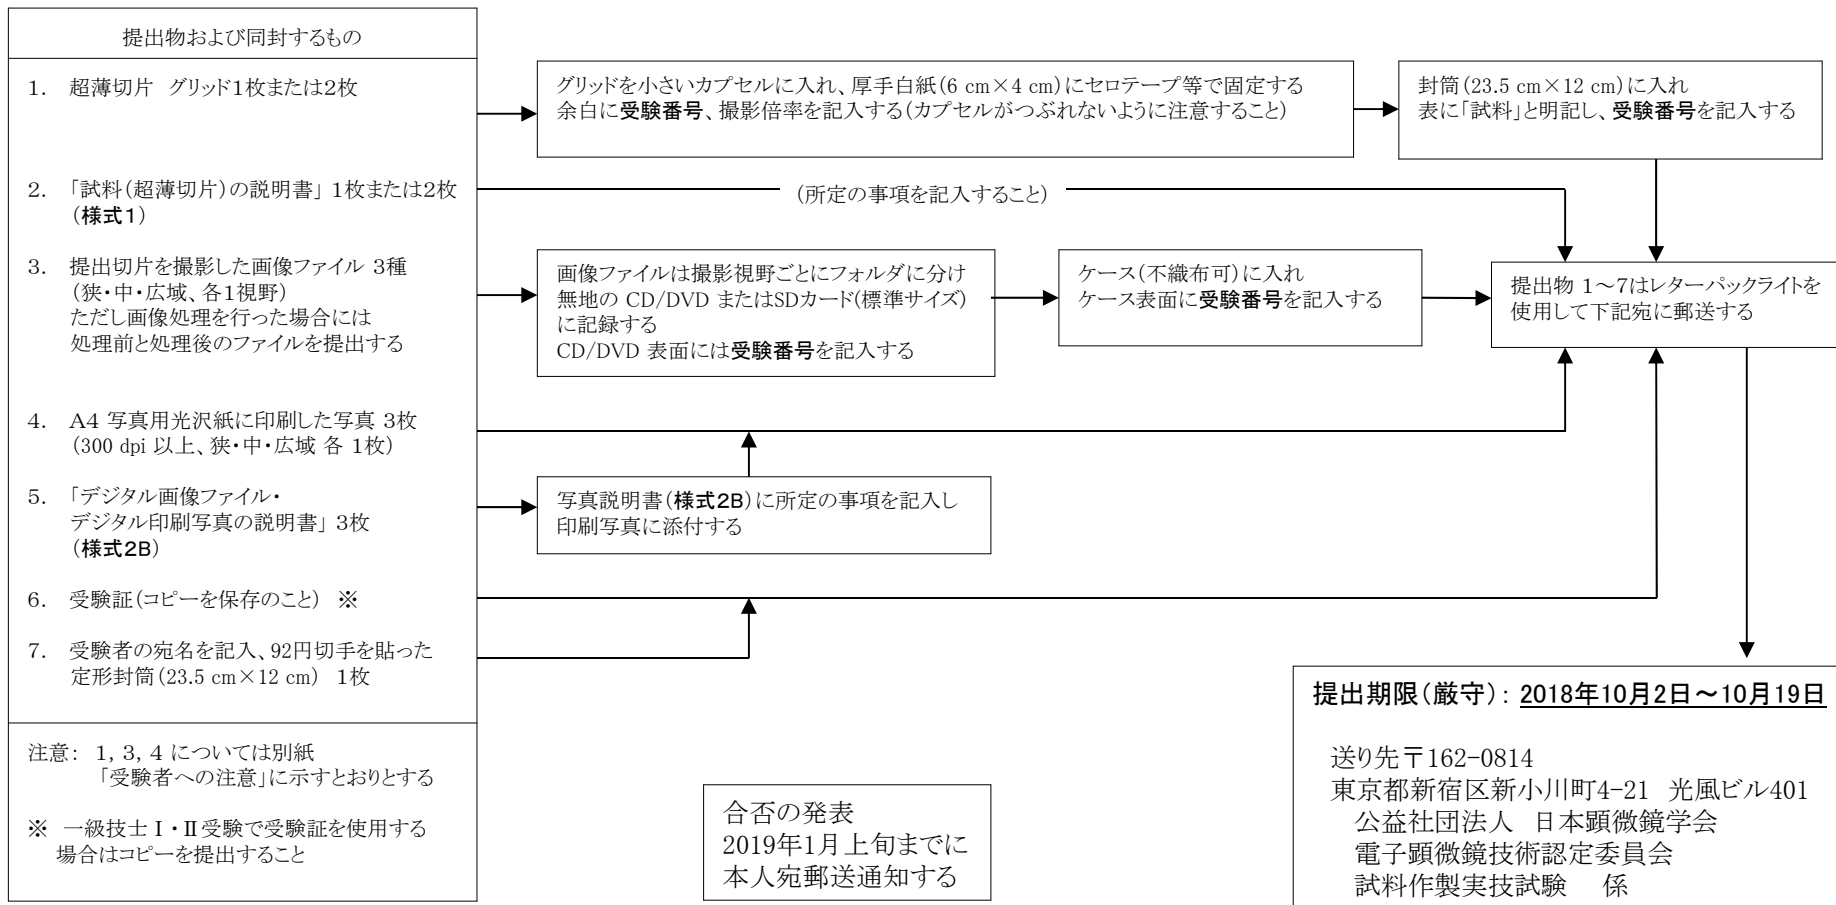 提出物および同封するもの
1. 超薄切片 グリッド1枚または2枚
グリッドを小さいカプセルに入れ、厚手白紙(6 cm×4 cm)にセロテープ等で固定する
余白に受験番号、撮影倍率を記入する(カプセルがつぶれないように注意すること)
封筒(23.5 cm×12 cm)に入れ
表に「試料」と明記し、受験番号を記入する
2. 「試料(超薄切片)の説明書」 1枚または2枚
(様式1)
(所定の事項を記入すること)
3. 提出切片を撮影した画像ファイル 3種
(狭・中・広域、各1視野)
ただし画像処理を行った場合には
処理前と処理後のファイルを提出する
画像ファイルは撮影視野ごとにフォルダに分け
無地の CD/DVD またはSDカード(標準サイズ)
に記録する
CD/DVD 表面には受験番号を記入する
ケース(不織布可)に入れ
ケース表面に受験番号を記入する
提出物 1～7はレターパックライトを
使用して下記宛に郵送する
4. A4 写真用光沢紙に印刷した写真 3枚
(300 dpi 以上、狭・中・広域 各 1枚)
5. 「デジタル画像ファイル・
デジタル印刷写真の説明書」 3枚
(様式2B)
写真説明書(様式2B)に所定の事項を記入し
印刷写真に添付する
6. 受験証(コピーを保存のこと) ※
7. 受験者の宛名を記入、92円切手を貼った
定形封筒(23.5 cm×12 cm) 1枚
注意: 1, 3, 4 については別紙
「受験者への注意」に示すとおりとする
※ 一級技士Ⅰ・Ⅱ受験で受験証を使用する
場合はコピーを提出すること
合否の発表
2019年1月上旬までに
本人宛郵送通知する
提出期限(厳守): 2018年10月2日～10月19日
送り先〒162-0814
東京都新宿区新小川町4-21 光風ビル401
公益社団法人 日本顕微鏡学会
電子顕微鏡技術認定委員会
試料作製実技試験 係